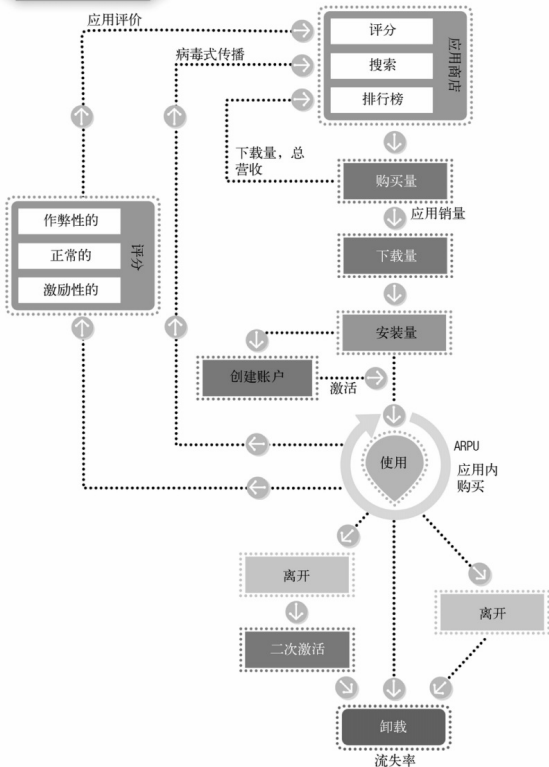 应用评价
病毒式传播
评分
搜索
排行榜
应用商店
下载量，总
营收
购买量
应用销量
作弊性的
正常的
激励性的
评分
下载量
安装量
创建账户
激活
使用
ARPU
应用内
购买
离开
离开
二次激活
卸载
流失率